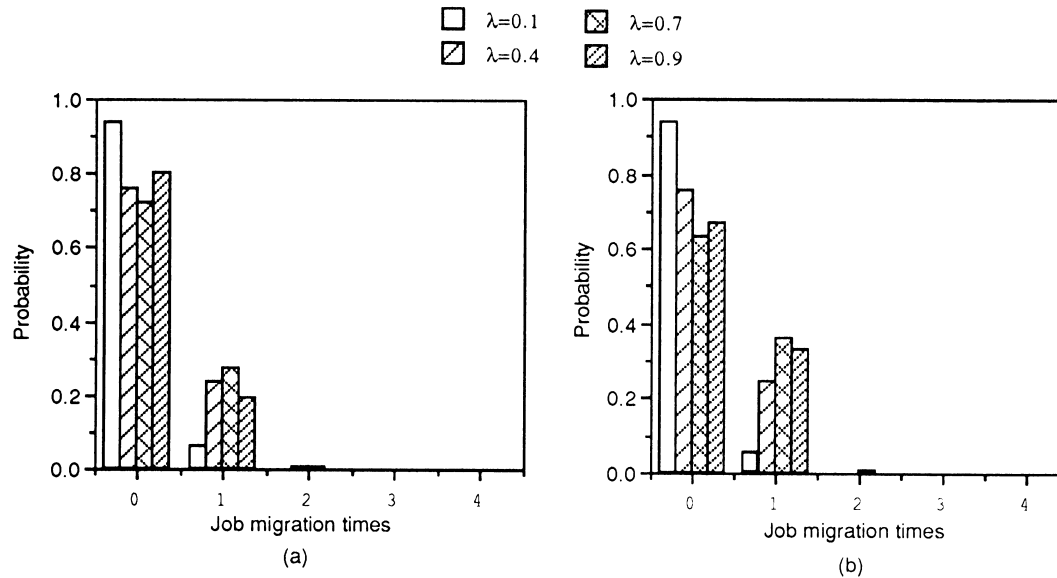 λ=0.1 λ=0.7
λ=0.4 λ=0.9
1.0
0.8
0.6
0.4
0.2
0.0
Probability
0 1 2 3 4
Job migration times
(a)
1.0
0.8
0.6
0.4
0.2
0.0
Probability
0 1 2 3 4
Job migration times
(b)